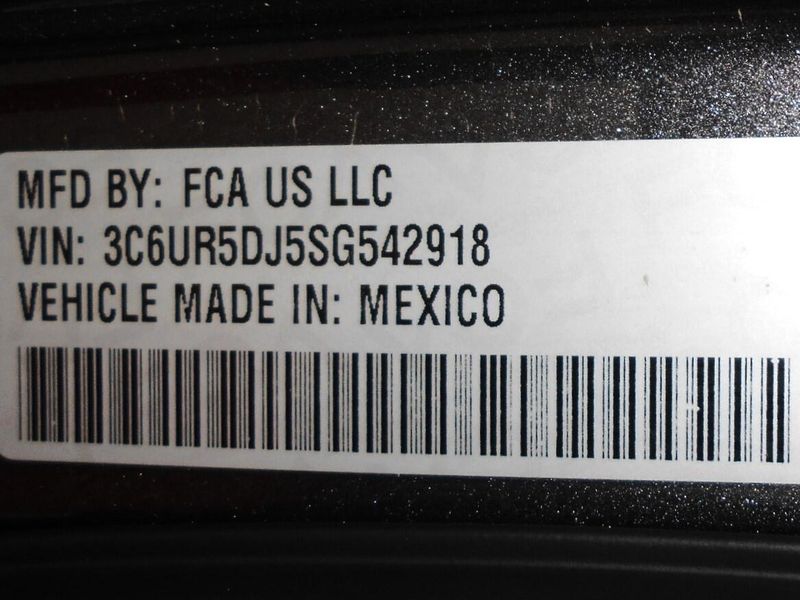 MFD BY: FCA US LLC
VIN: 3C6UR5DJ5SG542918
VEHICLE MADE IN: MEXICO